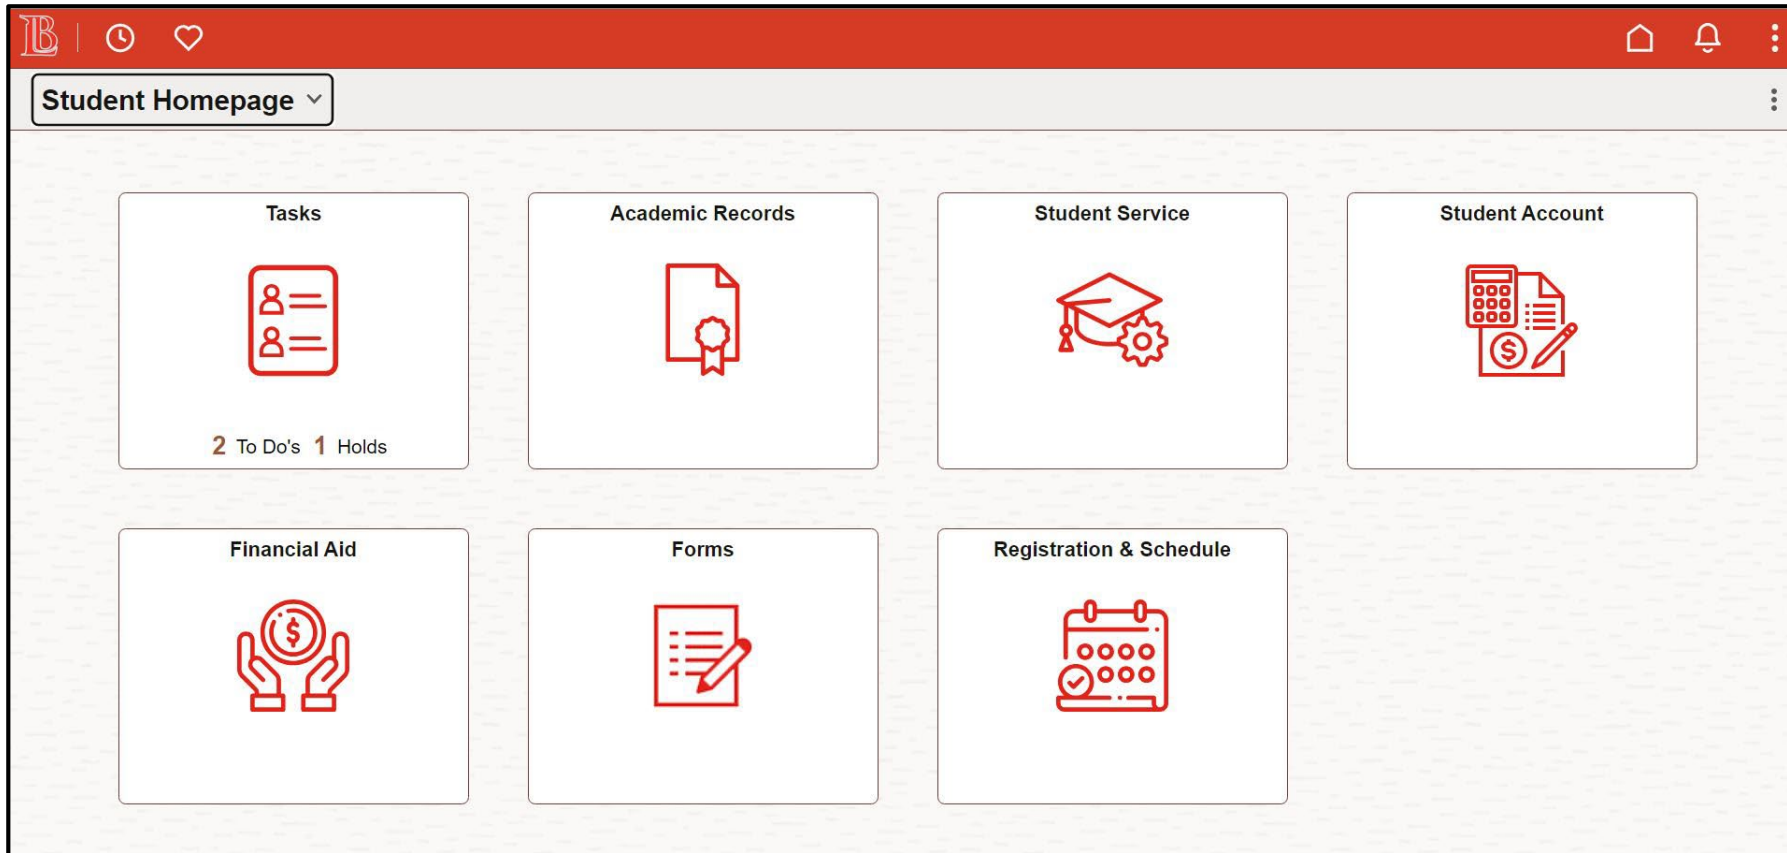 LB
Student Homepage
Tasks
2 To Do's 1 Holds
Academic Records
Student Service
Student Account
$
Financial Aid
$
Forms
Registration & Schedule